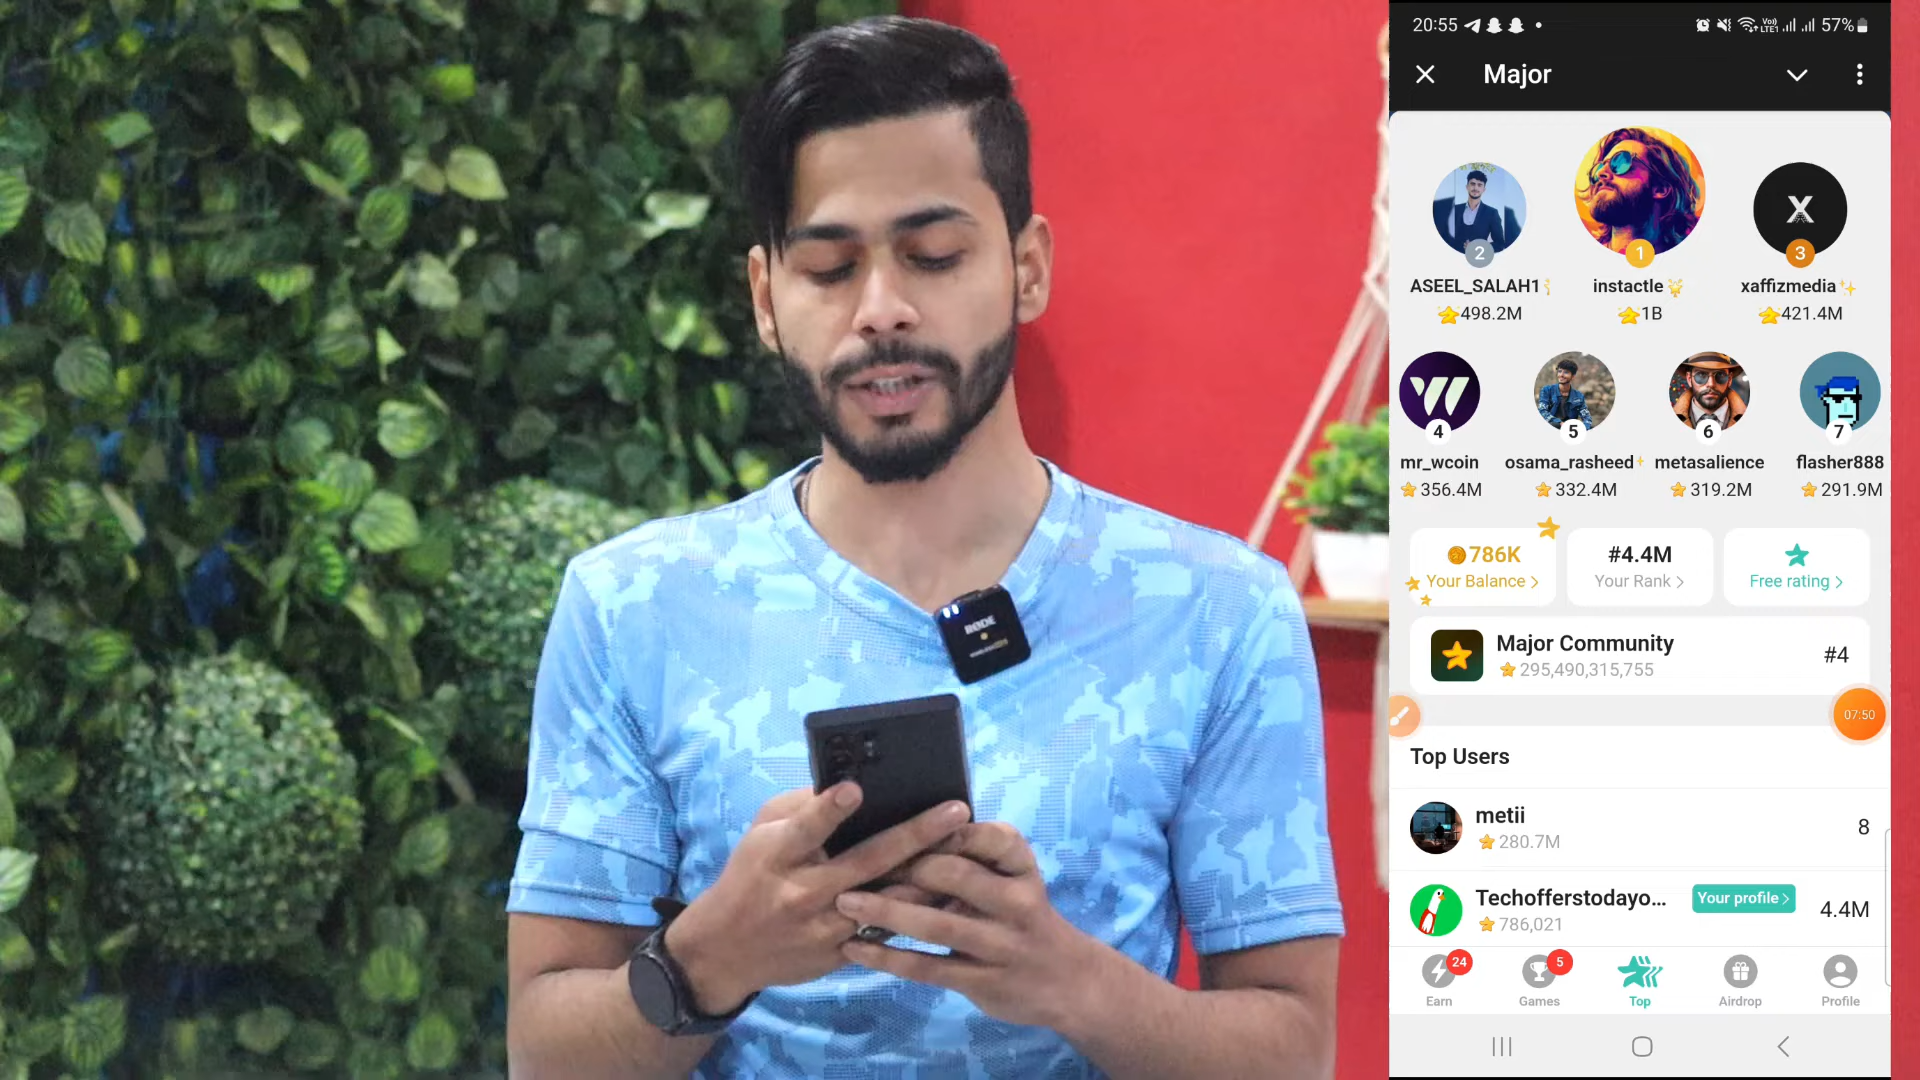 20:55
Vo)) LTE1
57%
Major
2
1
3
X
ASEEL_SALAH1
instactle
xaffizmedia
498.2M
1B
421.4M
4
5
6
7
mr_wcoin
osama_rasheed
metasalience
flasher888
356.4M
332.4M
319.2M
291.9M
786K
#4.4M
Your Balance >
Your Rank >
Free rating >
Major Community
295,490,315,755
#4
07:50
Top Users
metii
280.7M
8
Techofferstodayo...
Your profile >
786,021
4.4M
24
5
Earn
Games
Top
Airdrop
Profile
RØDE